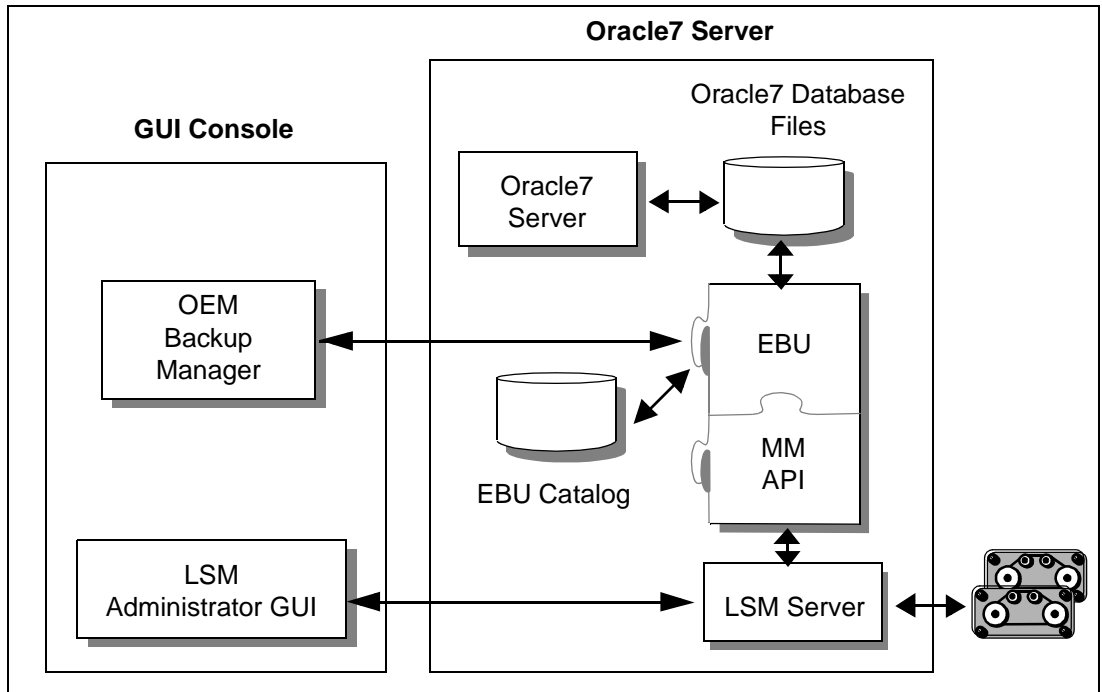 Oracle7 Server
GUI Console
Oracle7 Database
Files
Oracle7
Server
OEM
Backup
Manager
EBU
EBU Catalog
MM
API
LSM
Administrator GUI
LSM Server